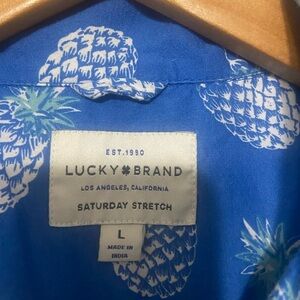 EST.1990
LUCKY BRAND
LOS ANGELES, CALIFORNIA
SATURDAY STRETCH
L
MADE IN
INDIA